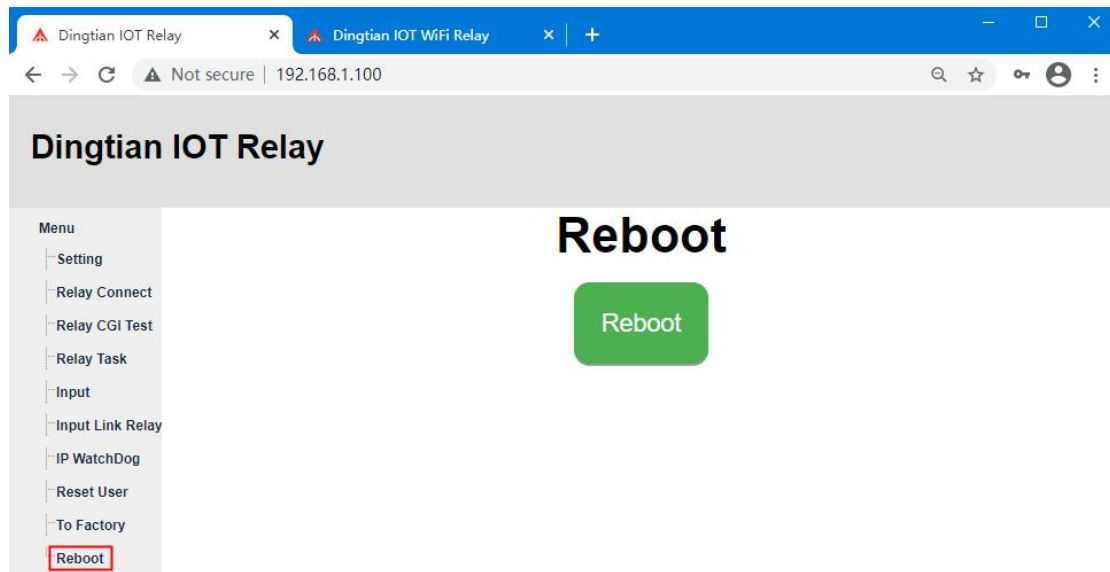 Dingtian IOT Relay
Dingtian IOT WiFi Relay
Not secure | 192.168.1.100
Dingtian IOT Relay
Menu
Setting
Relay Connect
Relay CGI Test
Relay Task
Input
Input Link Relay
IP WatchDog
Reset User
To Factory
Reboot
Reboot
Reboot